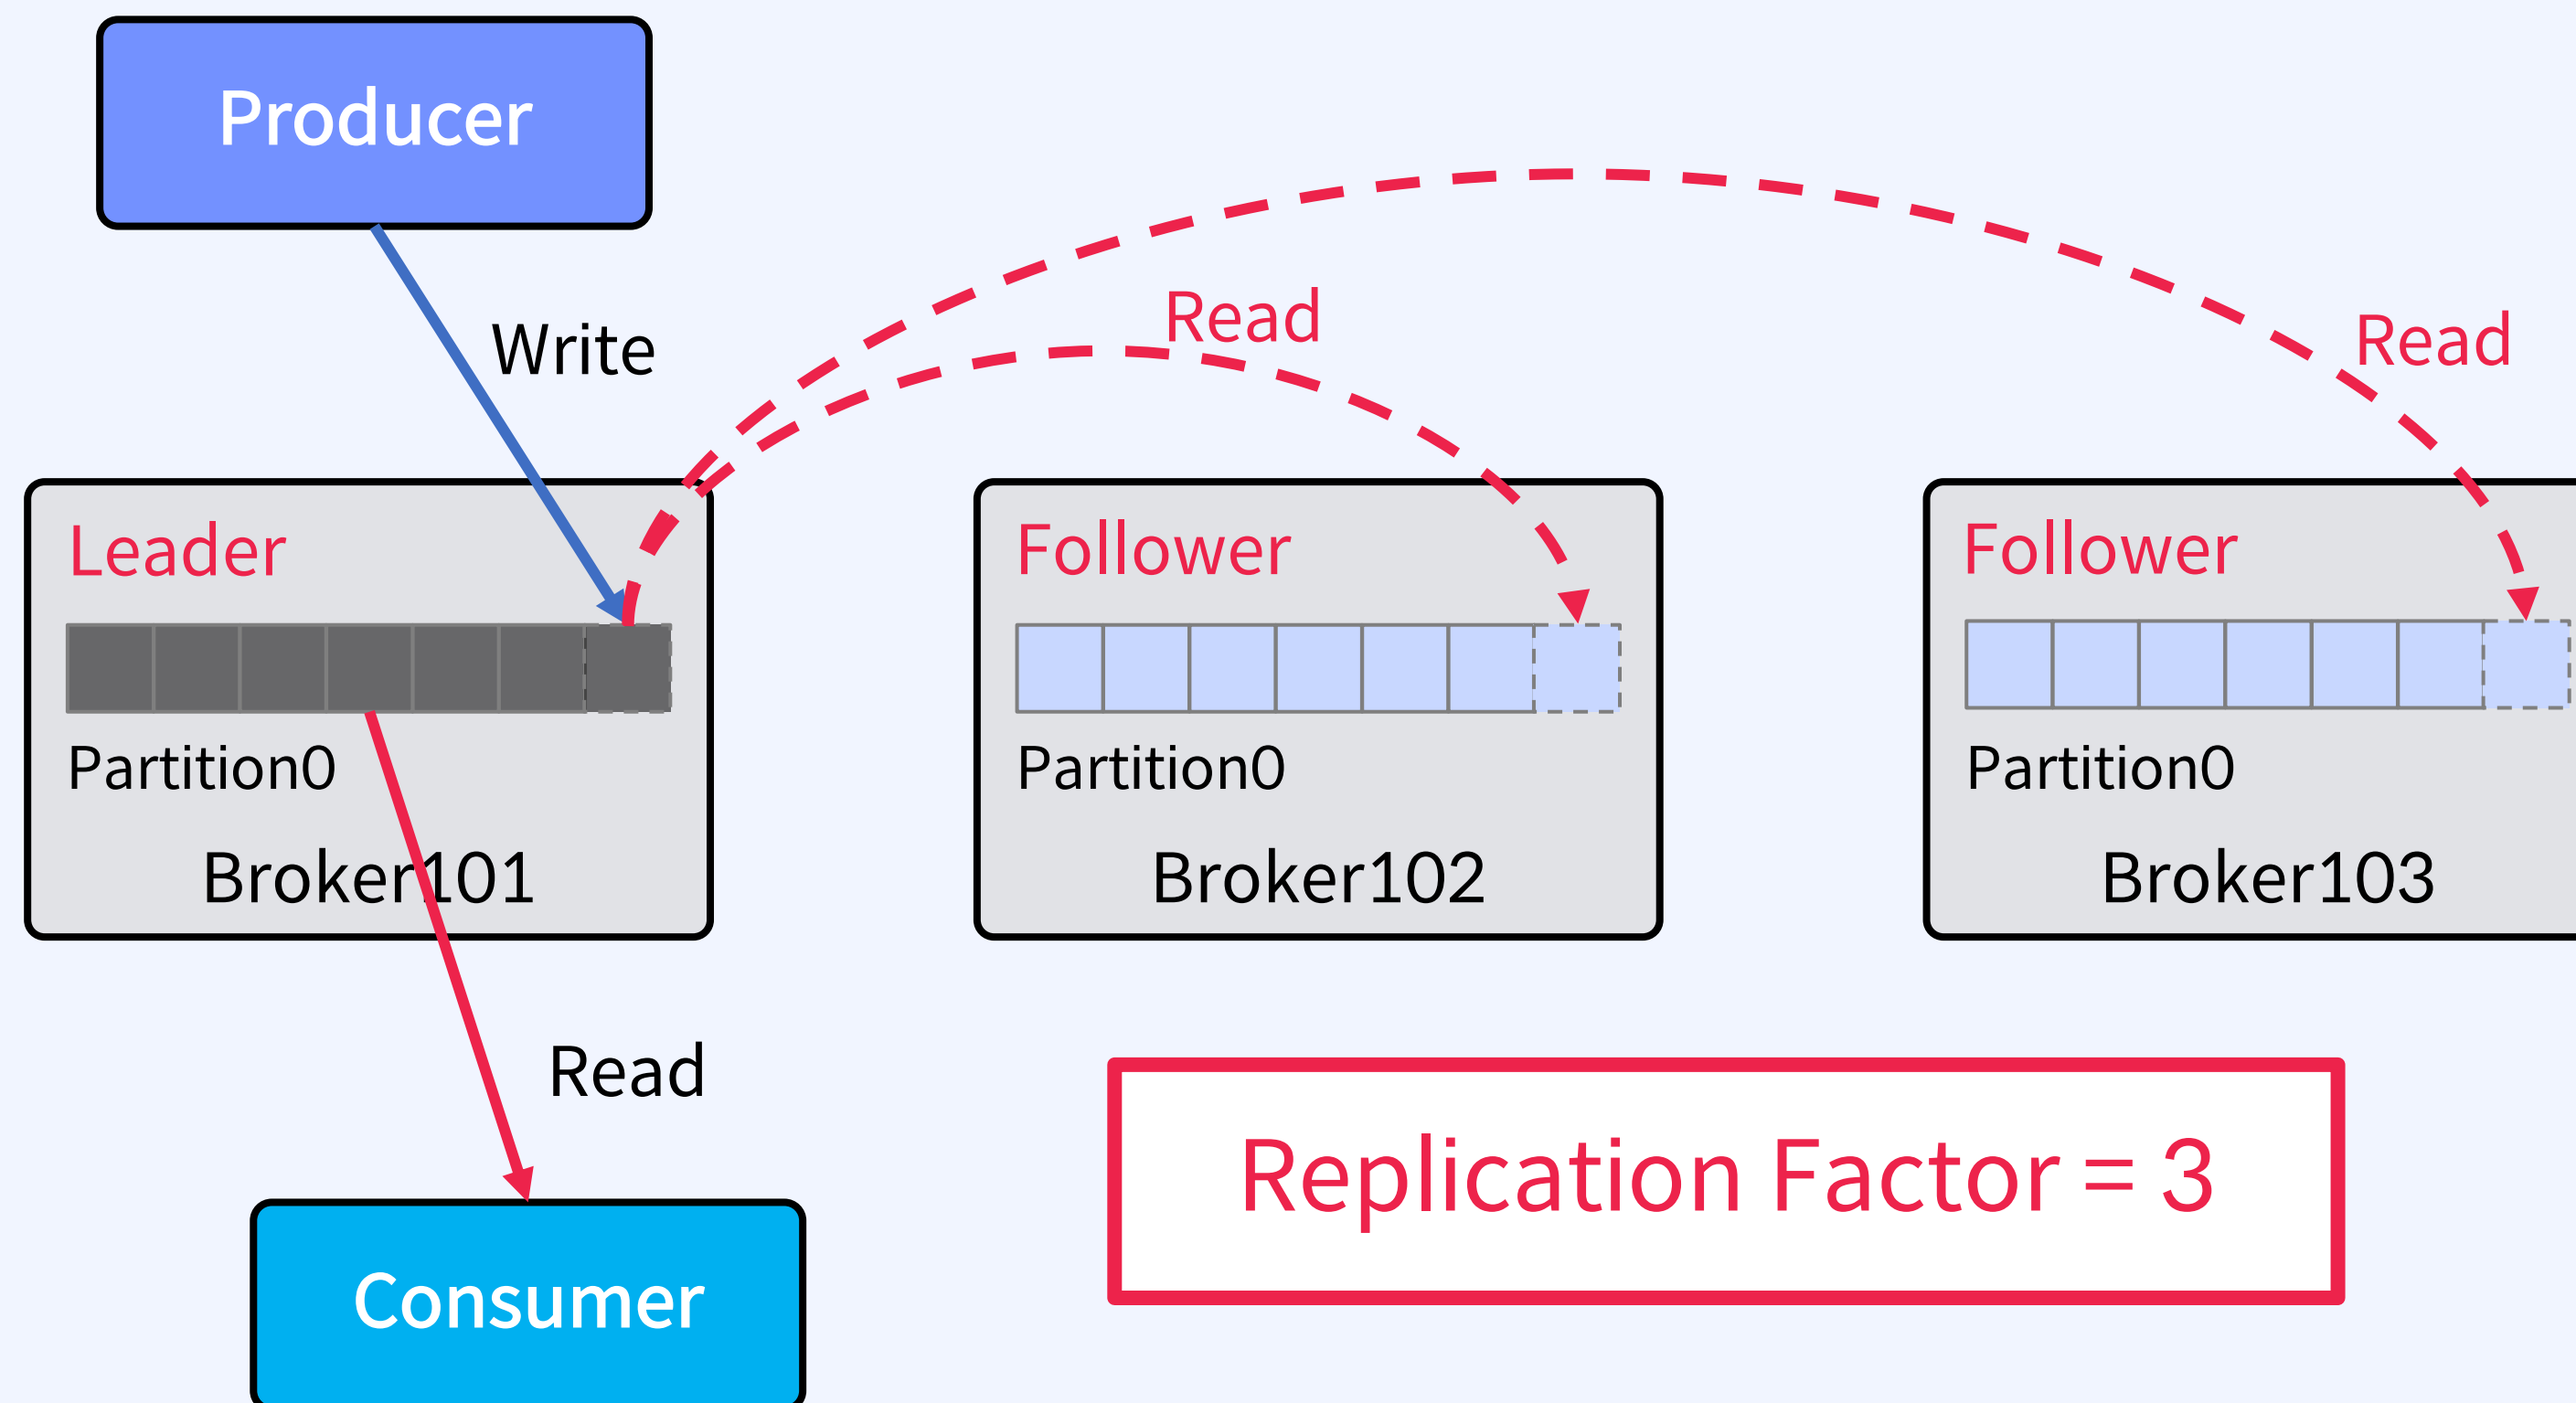 Producer
Write
Read
Read
Leader
Follower
Follower
Partition0
Partition0
Partition0
Broker101
Broker102
Broker103
Read
Replication Factor = 3
Consumer